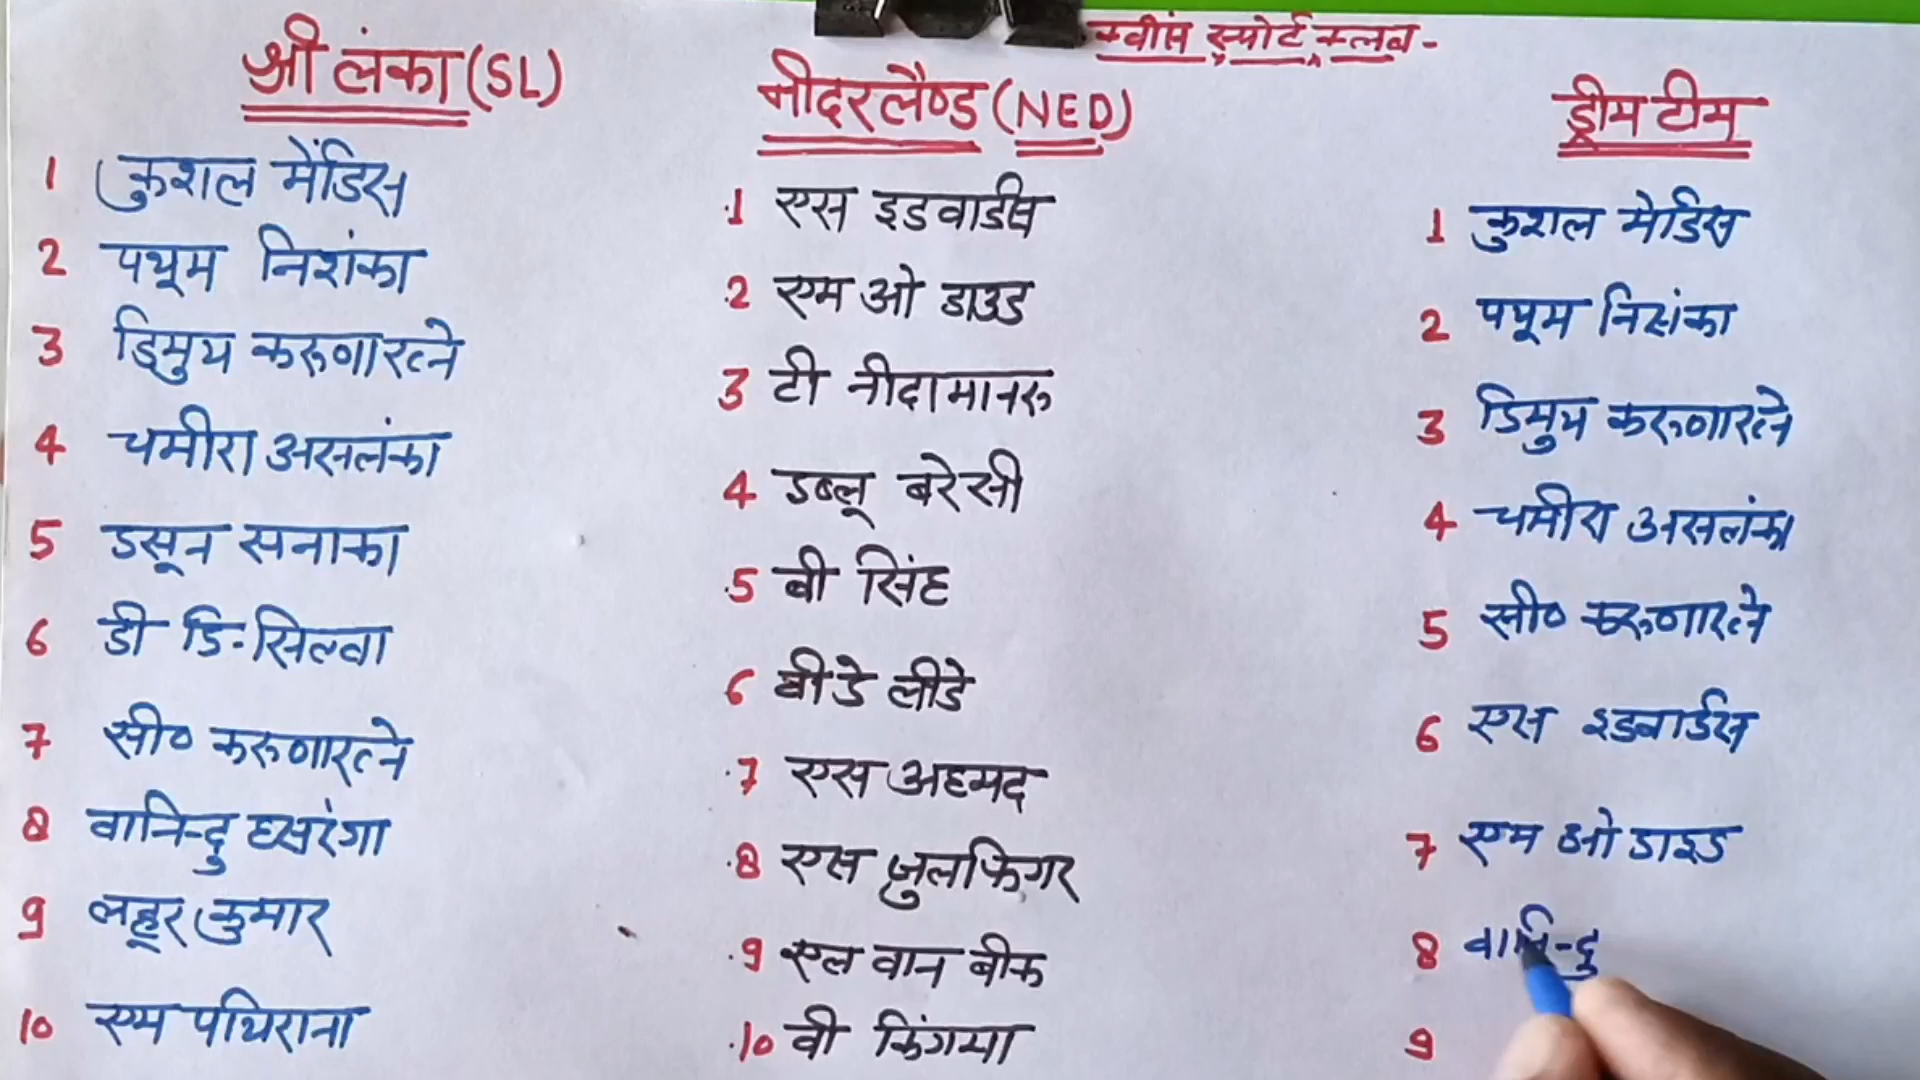 क्वींस स्पोर्ट क्लब -
श्री लंका (SL)
1 कुशल मेंडिस
2 पथूम निशंका
3 डिमुथ करुणारत्ने
4 चमीरा असलंका
5 डसून सनाका
6 डी डि-सिल्वा
7 सी० करुणारत्ने
8 वानिन्दु हसरंगा
9 लहूर कुमार
10 एम पथिराना
नीदरलैण्ड (NED)
1 एस इडवार्डस
2 एम ओ डाउड
3 टी नीदामानरु
4 डब्लू बरेसी
5 वी सिंह
6 बी डे लीडे
7 एस अहमद
8 एस जुलफिगर
9 एल वान बीक
10 वी किंगमा
ड्रीम टीम
1 कुशल मेंडिस
2 पथूम निसंका
3 डिमुथ करुणारत्ने
4 चमीरा असलंका
5 सी० करुणारत्ने
6 एस इडवार्डस
7 एम ओ डाइड
8 वानिन्दु
9